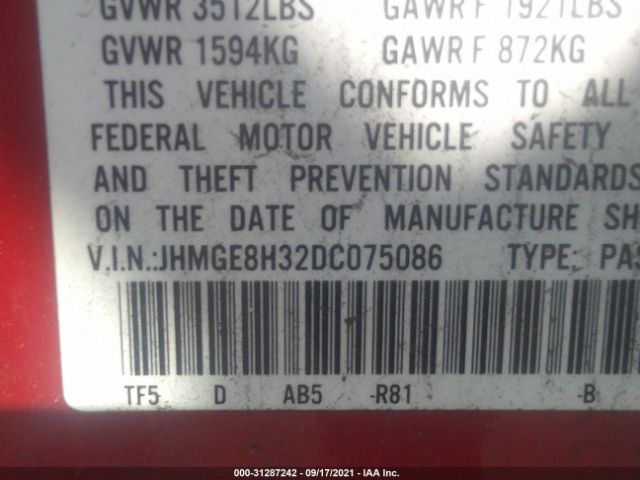 GVWR 3512LBS GAWR F 1921LBS
GVWR 1594KG GAWR F 872KG
THIS VEHICLE CONFORMS TO ALL
FEDERAL MOTOR VEHICLE SAFETY
AND THEFT PREVENTION STANDARDS
ON THE DATE OF MANUFACTURE SH
V.I.N.:JHMGE8H32DC075086 TYPE: PAS
TF5 D AB5 -R81 -B
000-31287242 - 09/17/2021 - IAA Inc.